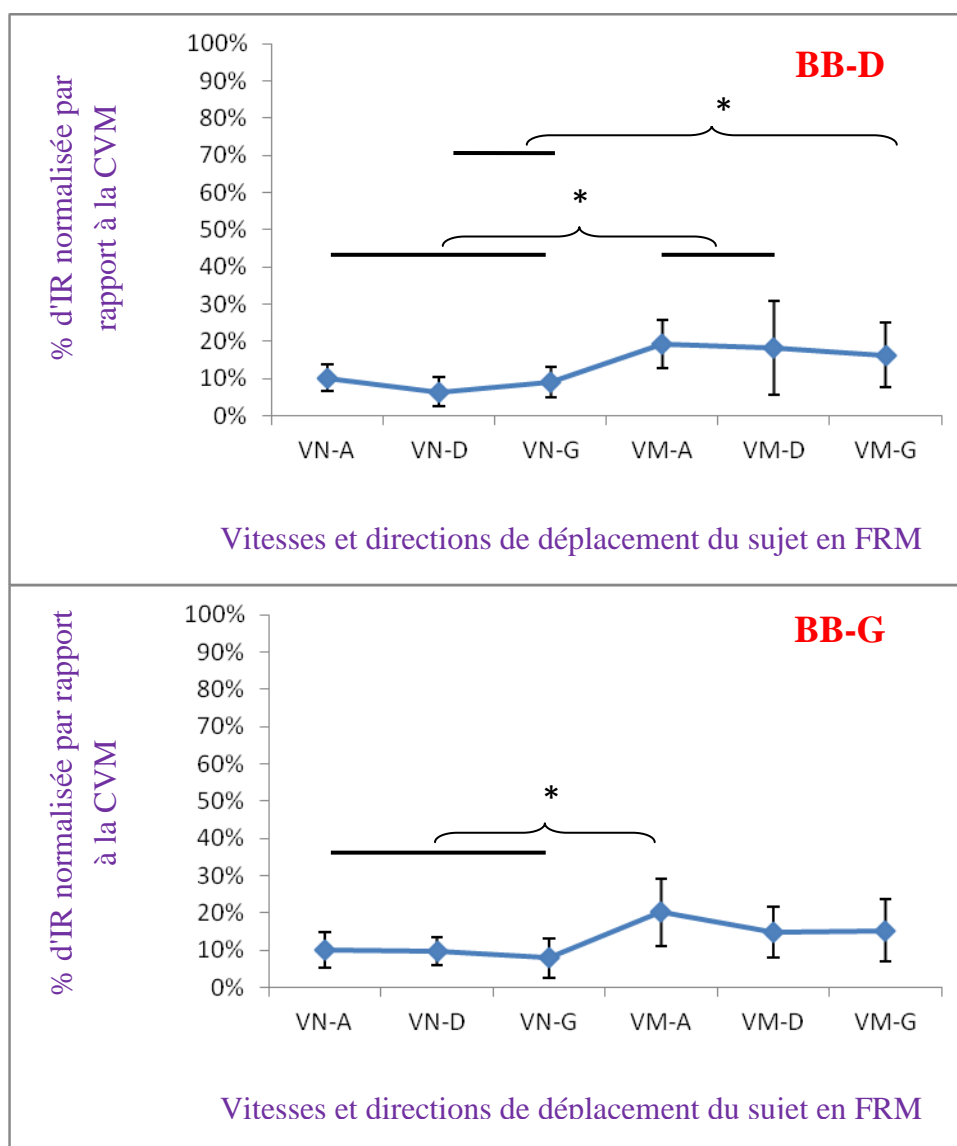 % d'IR normalisée par
rapport à la CVM
100%
90%
80%
70%
60%
50%
40%
30%
20%
10%
0%
BB-D
*
*
VN-A VN-D VN-G VM-A VM-D VM-G
Vitesses et directions de déplacement du sujet en FRM
% d'IR normalisée par rapport
à la CVM
100%
90%
80%
70%
60%
50%
40%
30%
20%
10%
0%
BB-G
*
VN-A VN-D VN-G VM-A VM-D VM-G
Vitesses et directions de déplacement du sujet en FRM